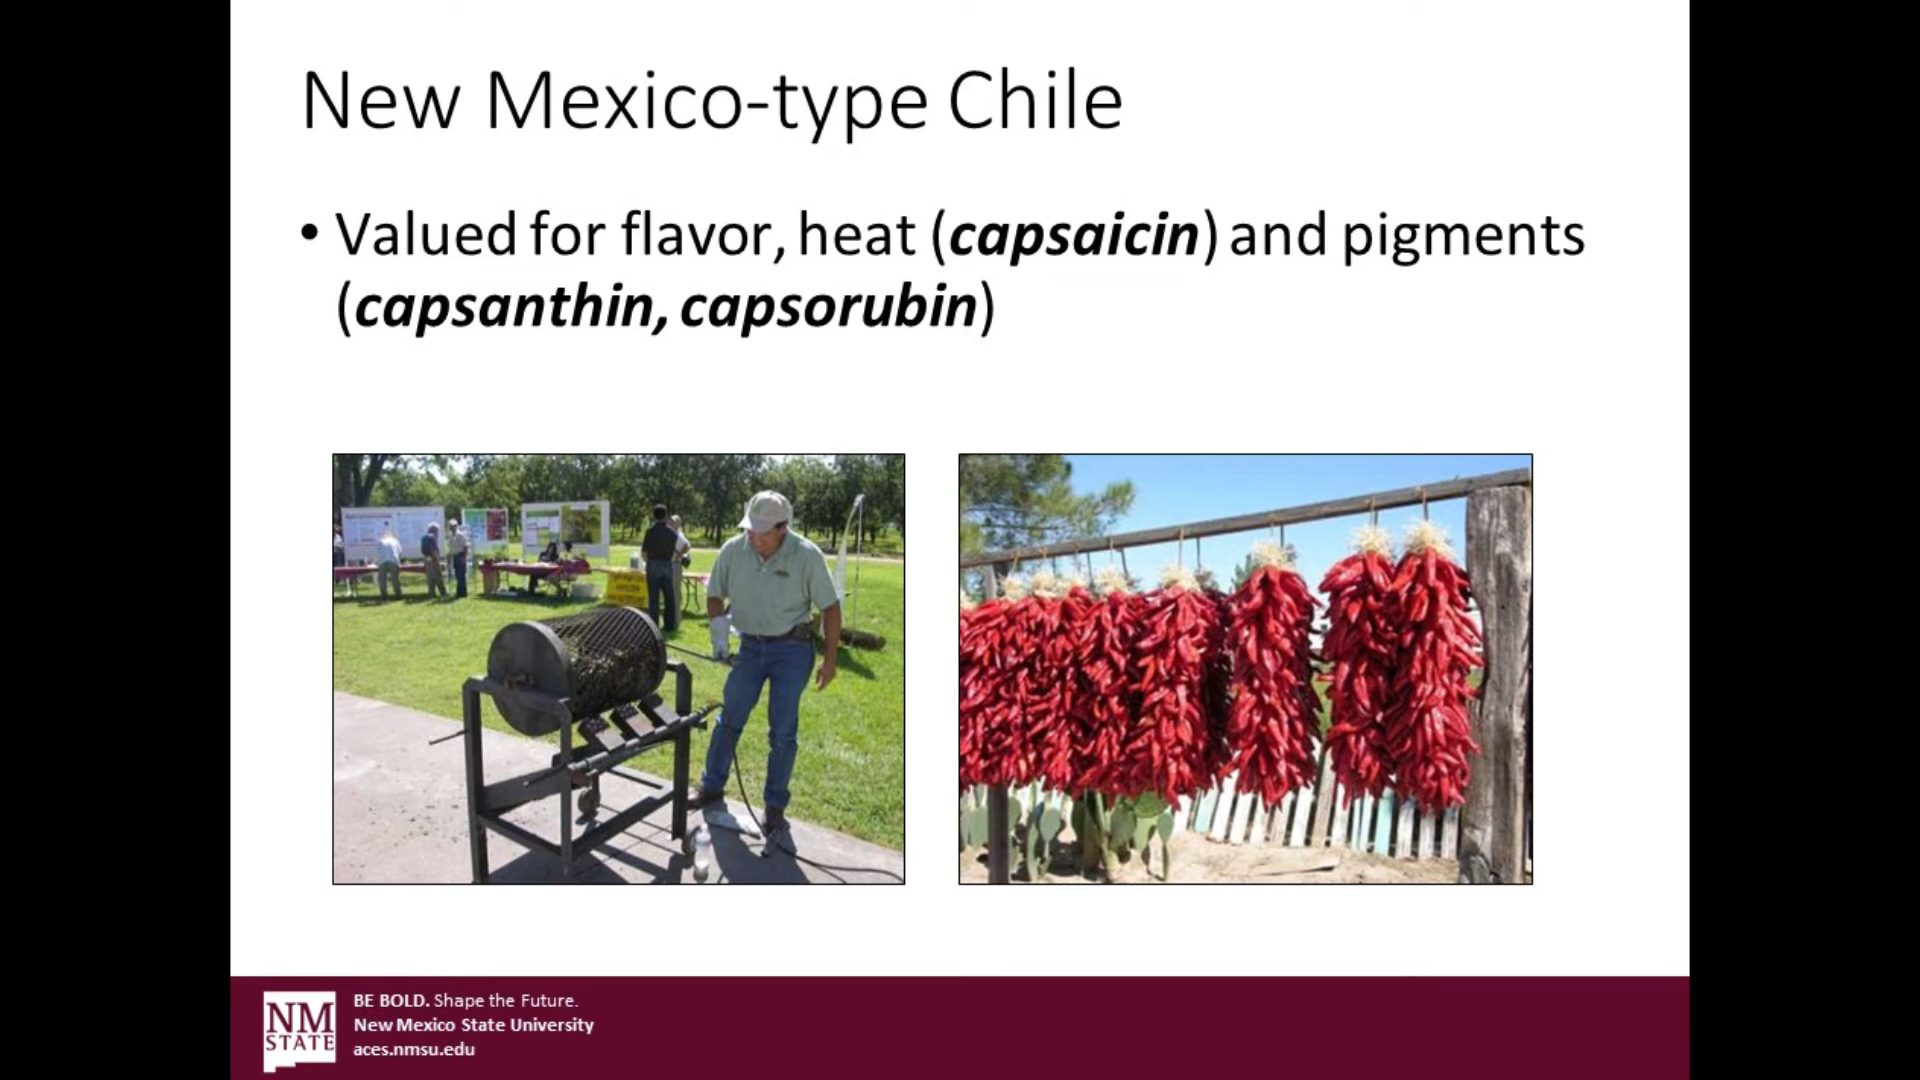 New Mexico-type Chile
• Valued for flavor, heat (capsaicin) and pigments
(capsanthin, capsorubin)
NM
STATE
BE BOLD. Shape the Future.
New Mexico State University
aces.nmsu.edu